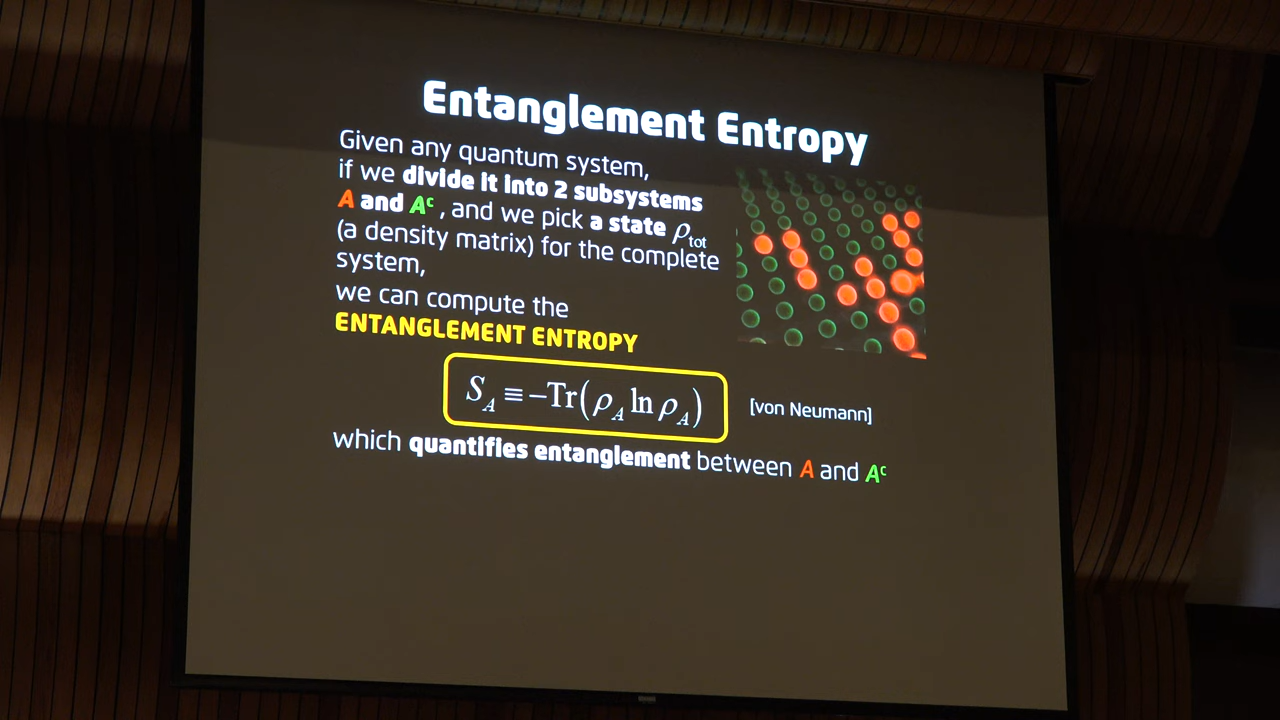 Entanglement Entropy
Given any quantum system,
if we divide it into 2 subsystems
A and Aᶜ , and we pick a state ρtot
(a density matrix) for the complete
system,
we can compute the
ENTANGLEMENT ENTROPY
S_A ≡ −Tr(ρ_A ln ρ_A)
[von Neumann]
which quantifies entanglement between A and Aᶜ